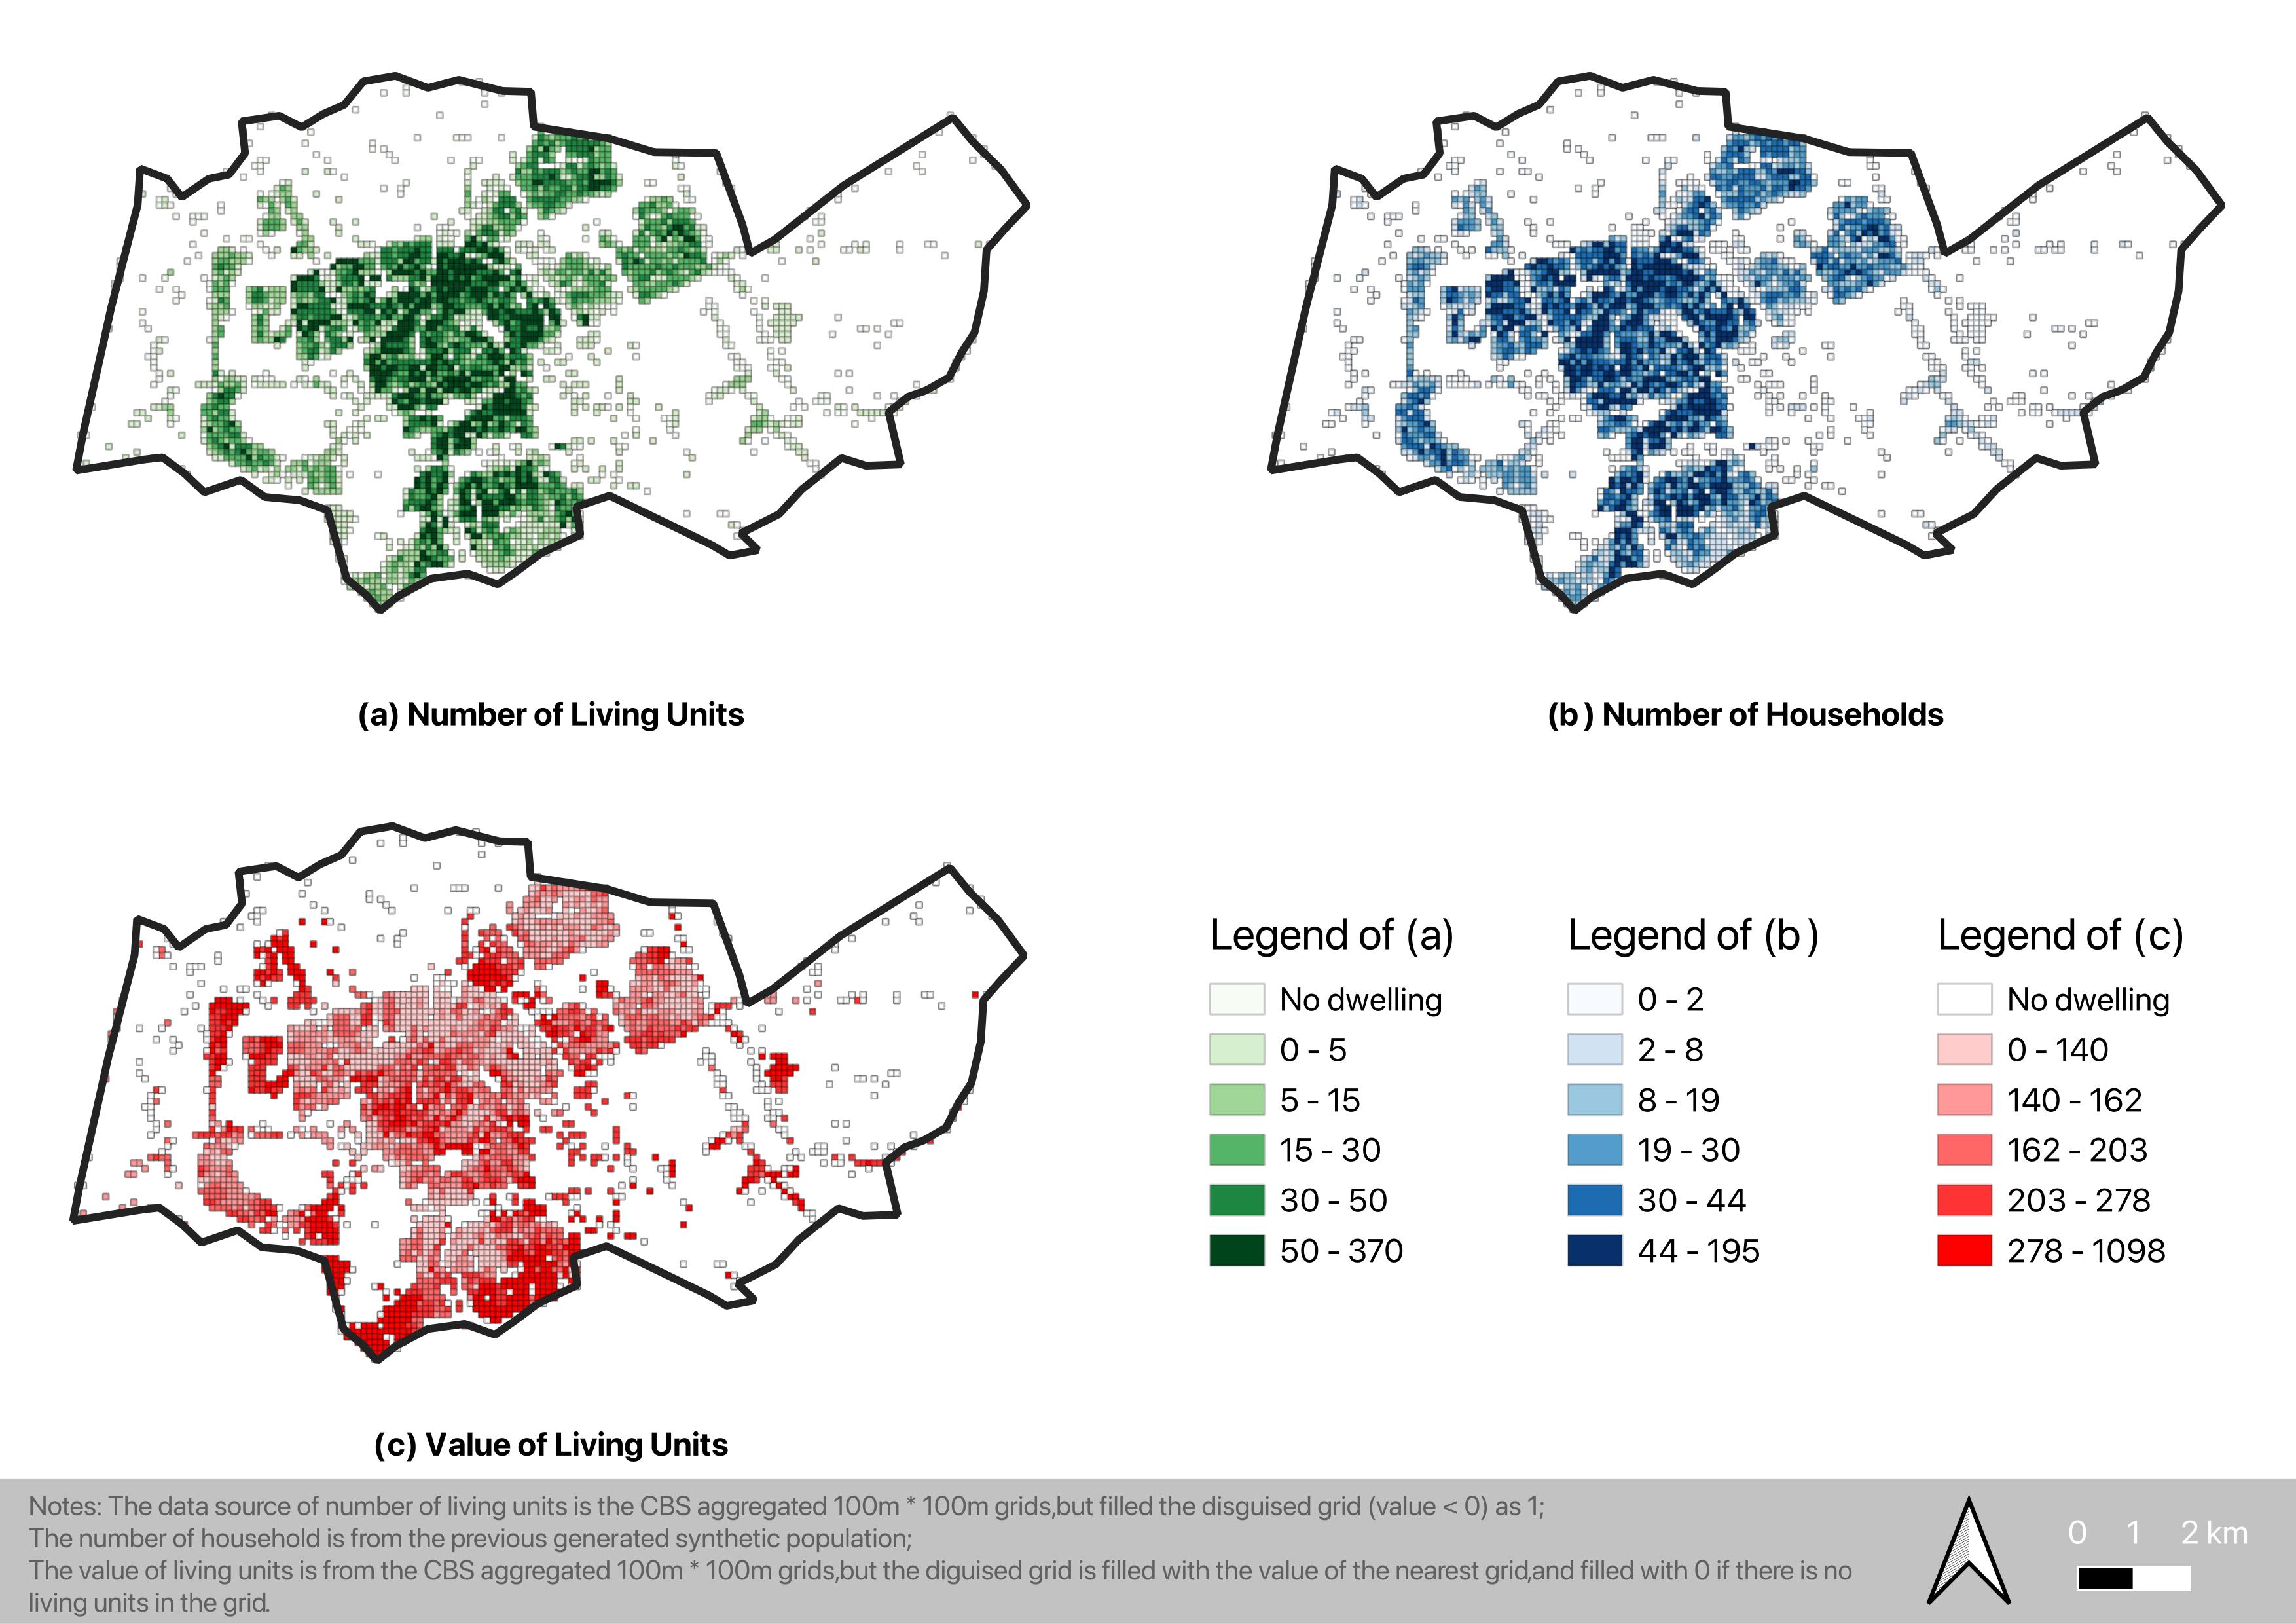 (a) Number of Living Units
(b ) Number of Households
(c) Value of Living Units
Legend of (a)
No dwelling
0 - 5
5 - 15
15 - 30
30 - 50
50 - 370
Legend of (b )
0 - 2
2 - 8
8 - 19
19 - 30
30 - 44
44 - 195
Legend of (c)
No dwelling
0 - 140
140 - 162
162 - 203
203 - 278
278 - 1098
Notes: The data source of number of living units is the CBS aggregated 100m * 100m grids,but filled the disguised grid (value < 0) as 1;
The number of household is from the previous generated synthetic population;
The value of living units is from the CBS aggregated 100m * 100m grids,but the diguised grid is filled with the value of the nearest grid,and filled with 0 if there is no
living units in the grid.
0 1 2 km